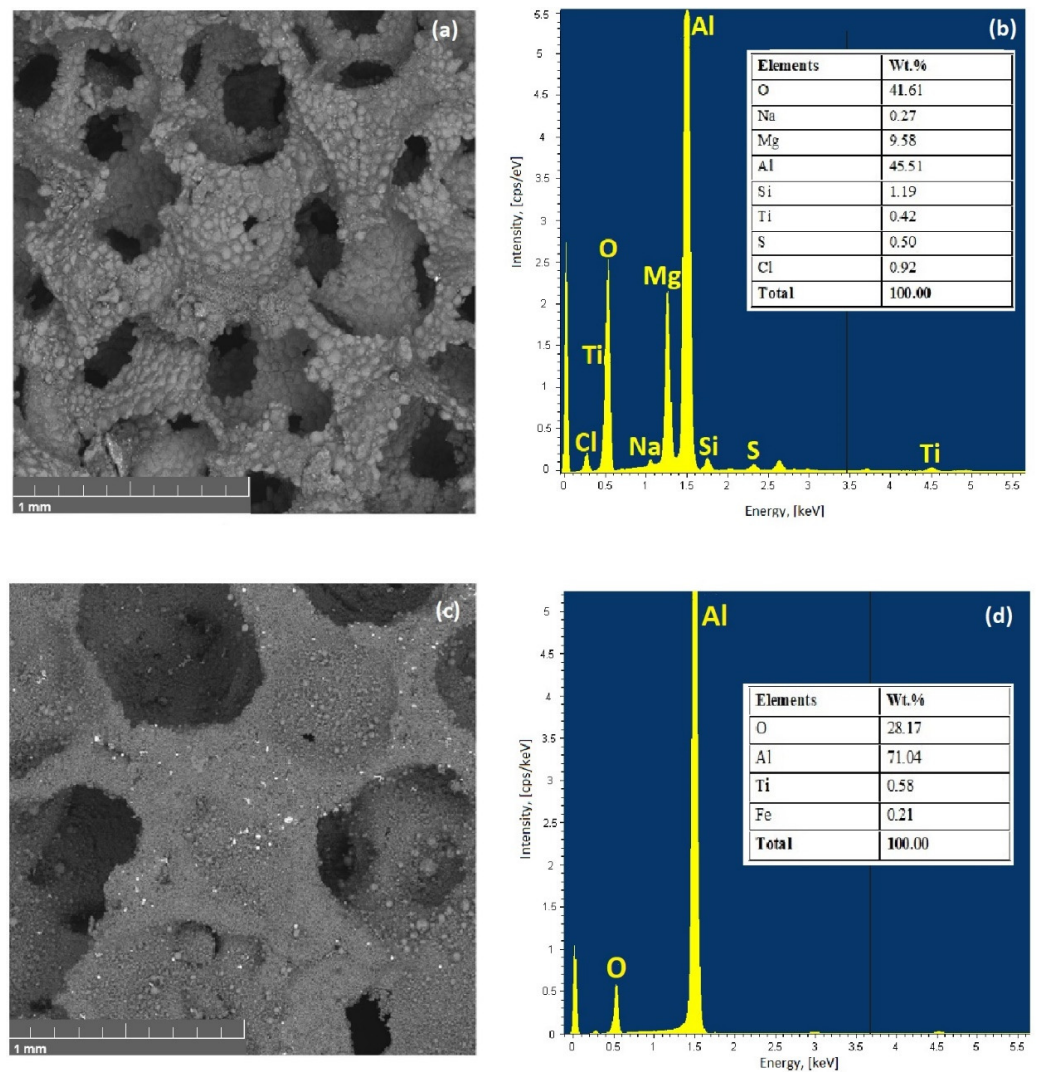 (a)
1 mm
(b)
Al
O
Mg
Ti
Cl
Na
Si
S
Ti
Elements Wt.%
O 41.61
Na 0.27
Mg 9.58
Al 45.51
Si 1.19
Ti 0.42
S 0.50
Cl 0.92
Total 100.00
5.5
5
4.5
4
3.5
3
2.5
2
1.5
1
0.5
0
Intensity, [cps/eV]
0 0.5 1 1.5 2 2.5 3 3.5 4 4.5 5 5.5
Energy, [keV]
(c)
1 mm
(d)
Al
O
Elements Wt.%
O 28.17
Al 71.04
Ti 0.58
Fe 0.21
Total 100.00
5
4.5
4
3.5
3
2.5
2
1.5
1
0.5
0
Intensity, [cps/keV]
0 0.5 1 1.5 2 2.5 3 3.5 4 4.5 5 5.5
Energy, [keV]